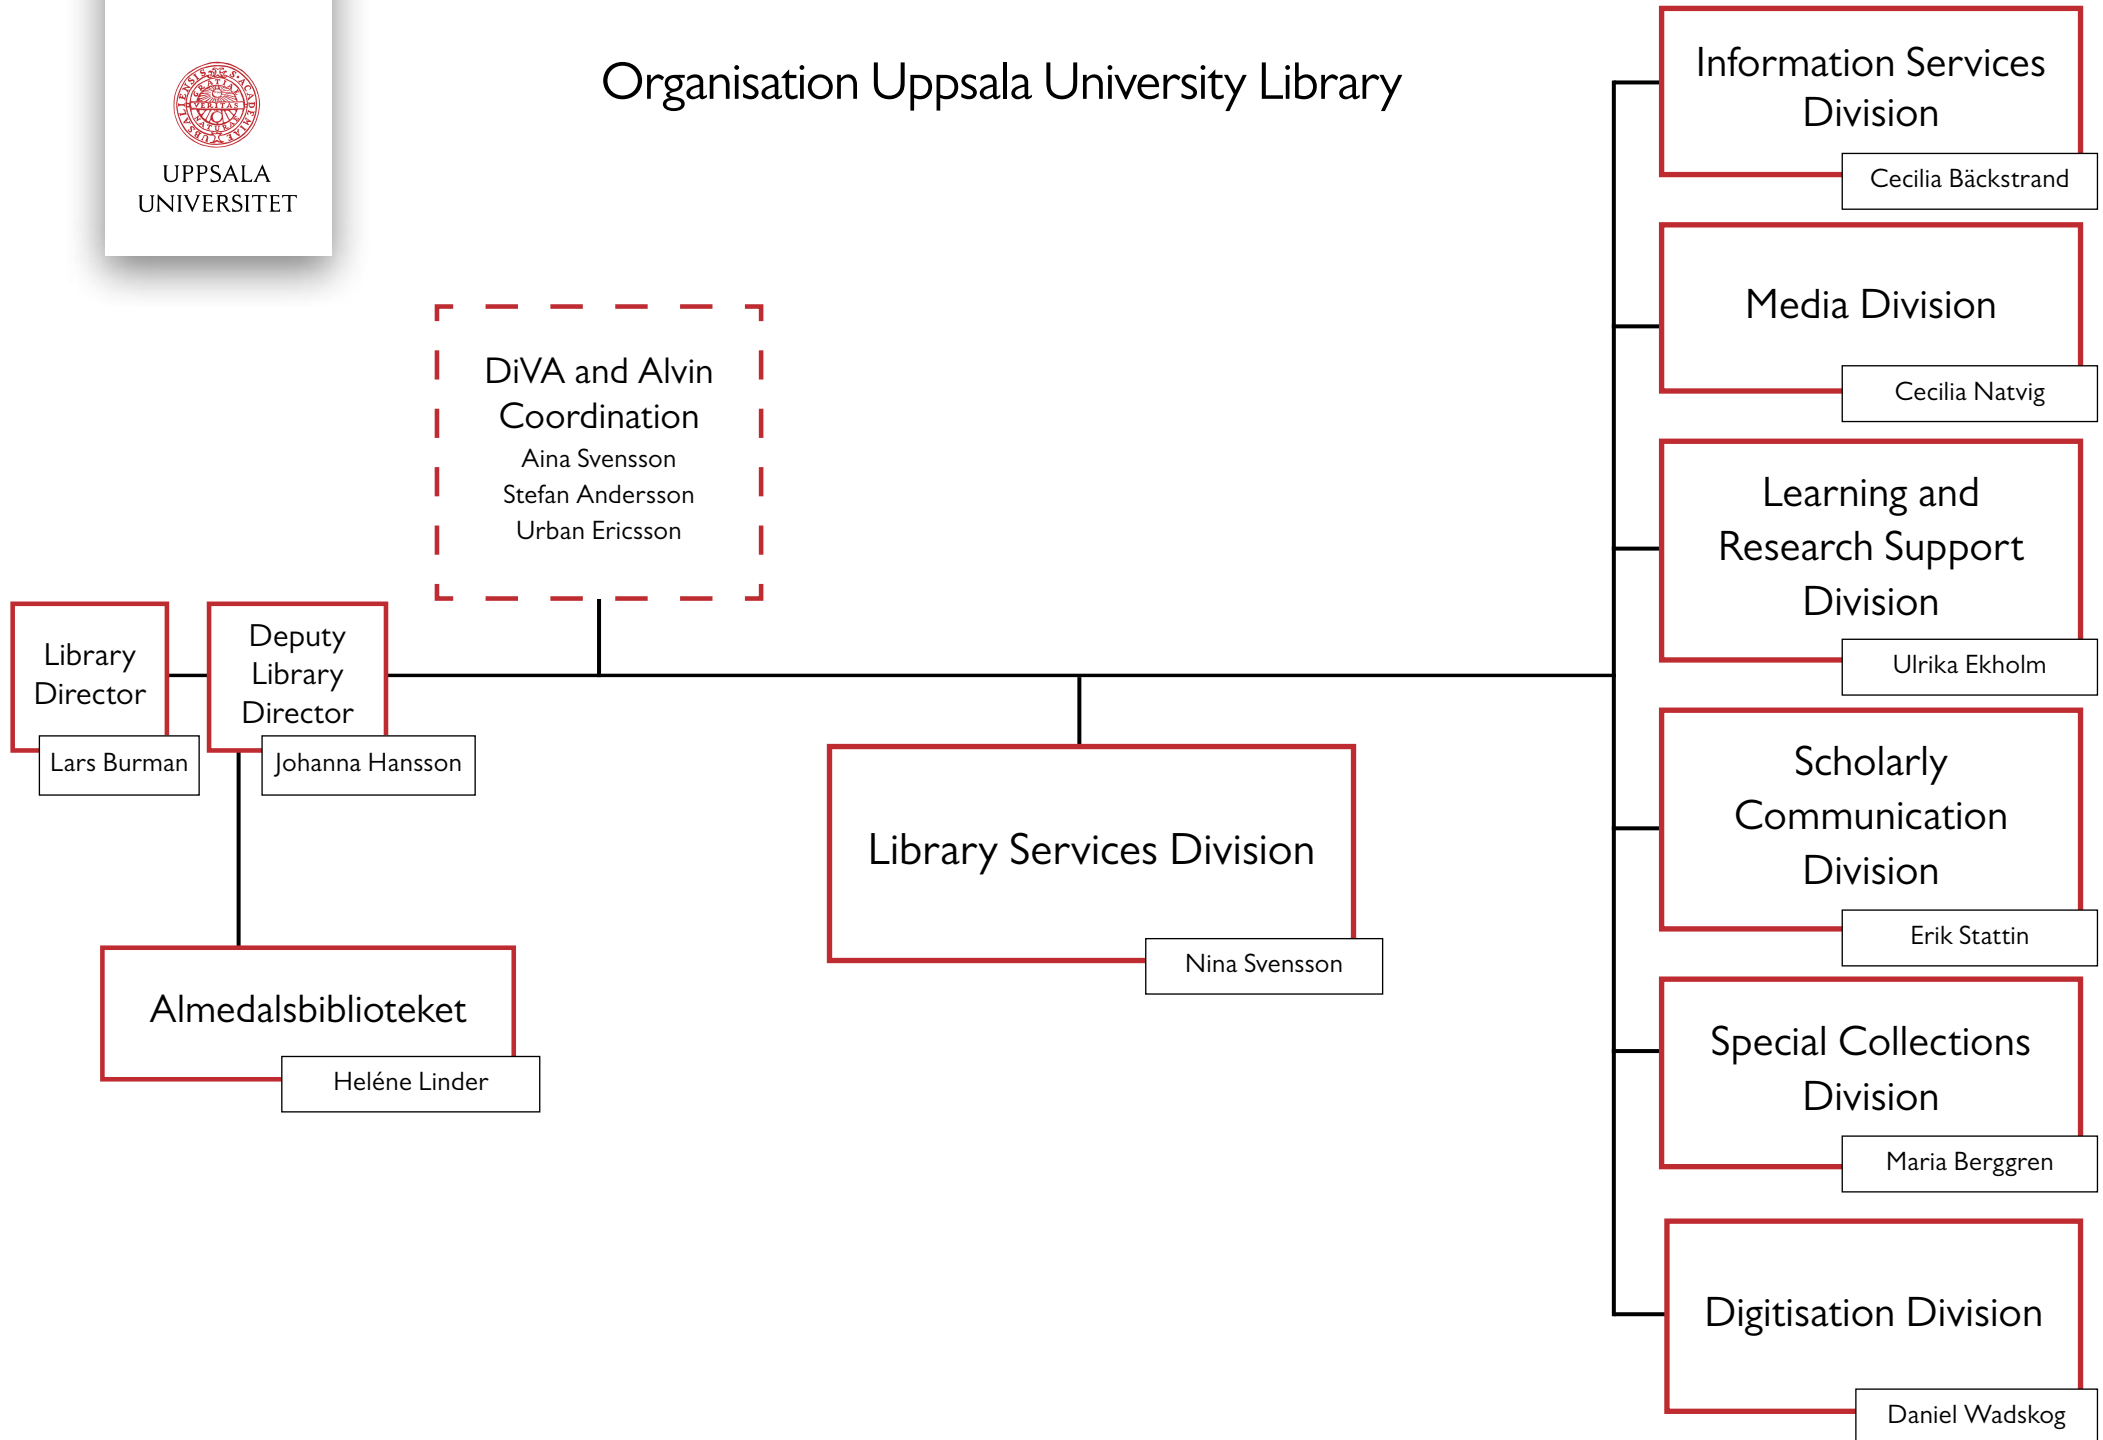 UPPSALA
UNIVERSITET
Organisation Uppsala University Library
DiVA and Alvin
Coordination
Aina Svensson
Stefan Andersson
Urban Ericsson
Library
Director
Lars Burman
Deputy
Library
Director
Johanna Hansson
Almedalsbiblioteket
Heléne Linder
Library Services Division
Nina Svensson
Information Services
Division
Cecilia Bäckstrand
Media Division
Cecilia Natvig
Learning and
Research Support
Division
Ulrika Ekholm
Scholarly
Communication
Division
Erik Stattin
Special Collections
Division
Maria Berggren
Digitisation Division
Daniel Wadskog